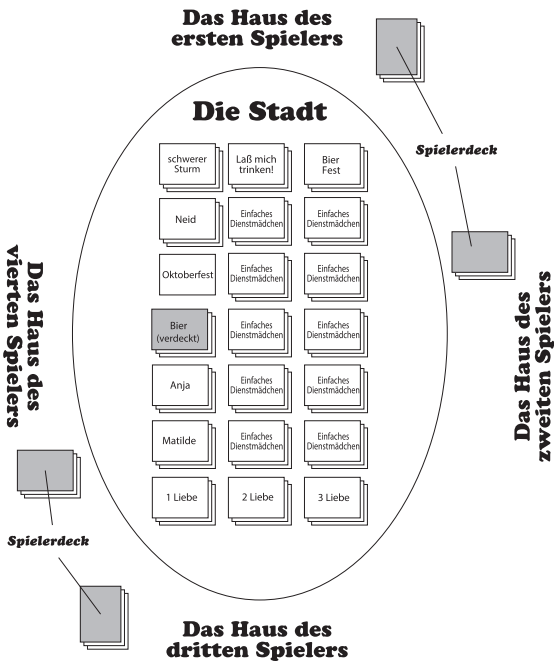 Das Haus des
ersten Spielers
Die Stadt
Spielerdeck
schwerer
Sturm
Laß mich
trinken!
Bier
Fest
Neid
Einfaches
Dienstmädchen
Einfaches
Dienstmädchen
Oktoberfest
Einfaches
Dienstmädchen
Einfaches
Dienstmädchen
Bier
(verdeckt)
Einfaches
Dienstmädchen
Einfaches
Dienstmädchen
Anja
Einfaches
Dienstmädchen
Einfaches
Dienstmädchen
Matilde
Einfaches
Dienstmädchen
Einfaches
Dienstmädchen
1 Liebe
2 Liebe
3 Liebe
Das Haus des
vierten Spielers
Das Haus des
zweiten Spielers
Spielerdeck
Das Haus des
dritten Spielers